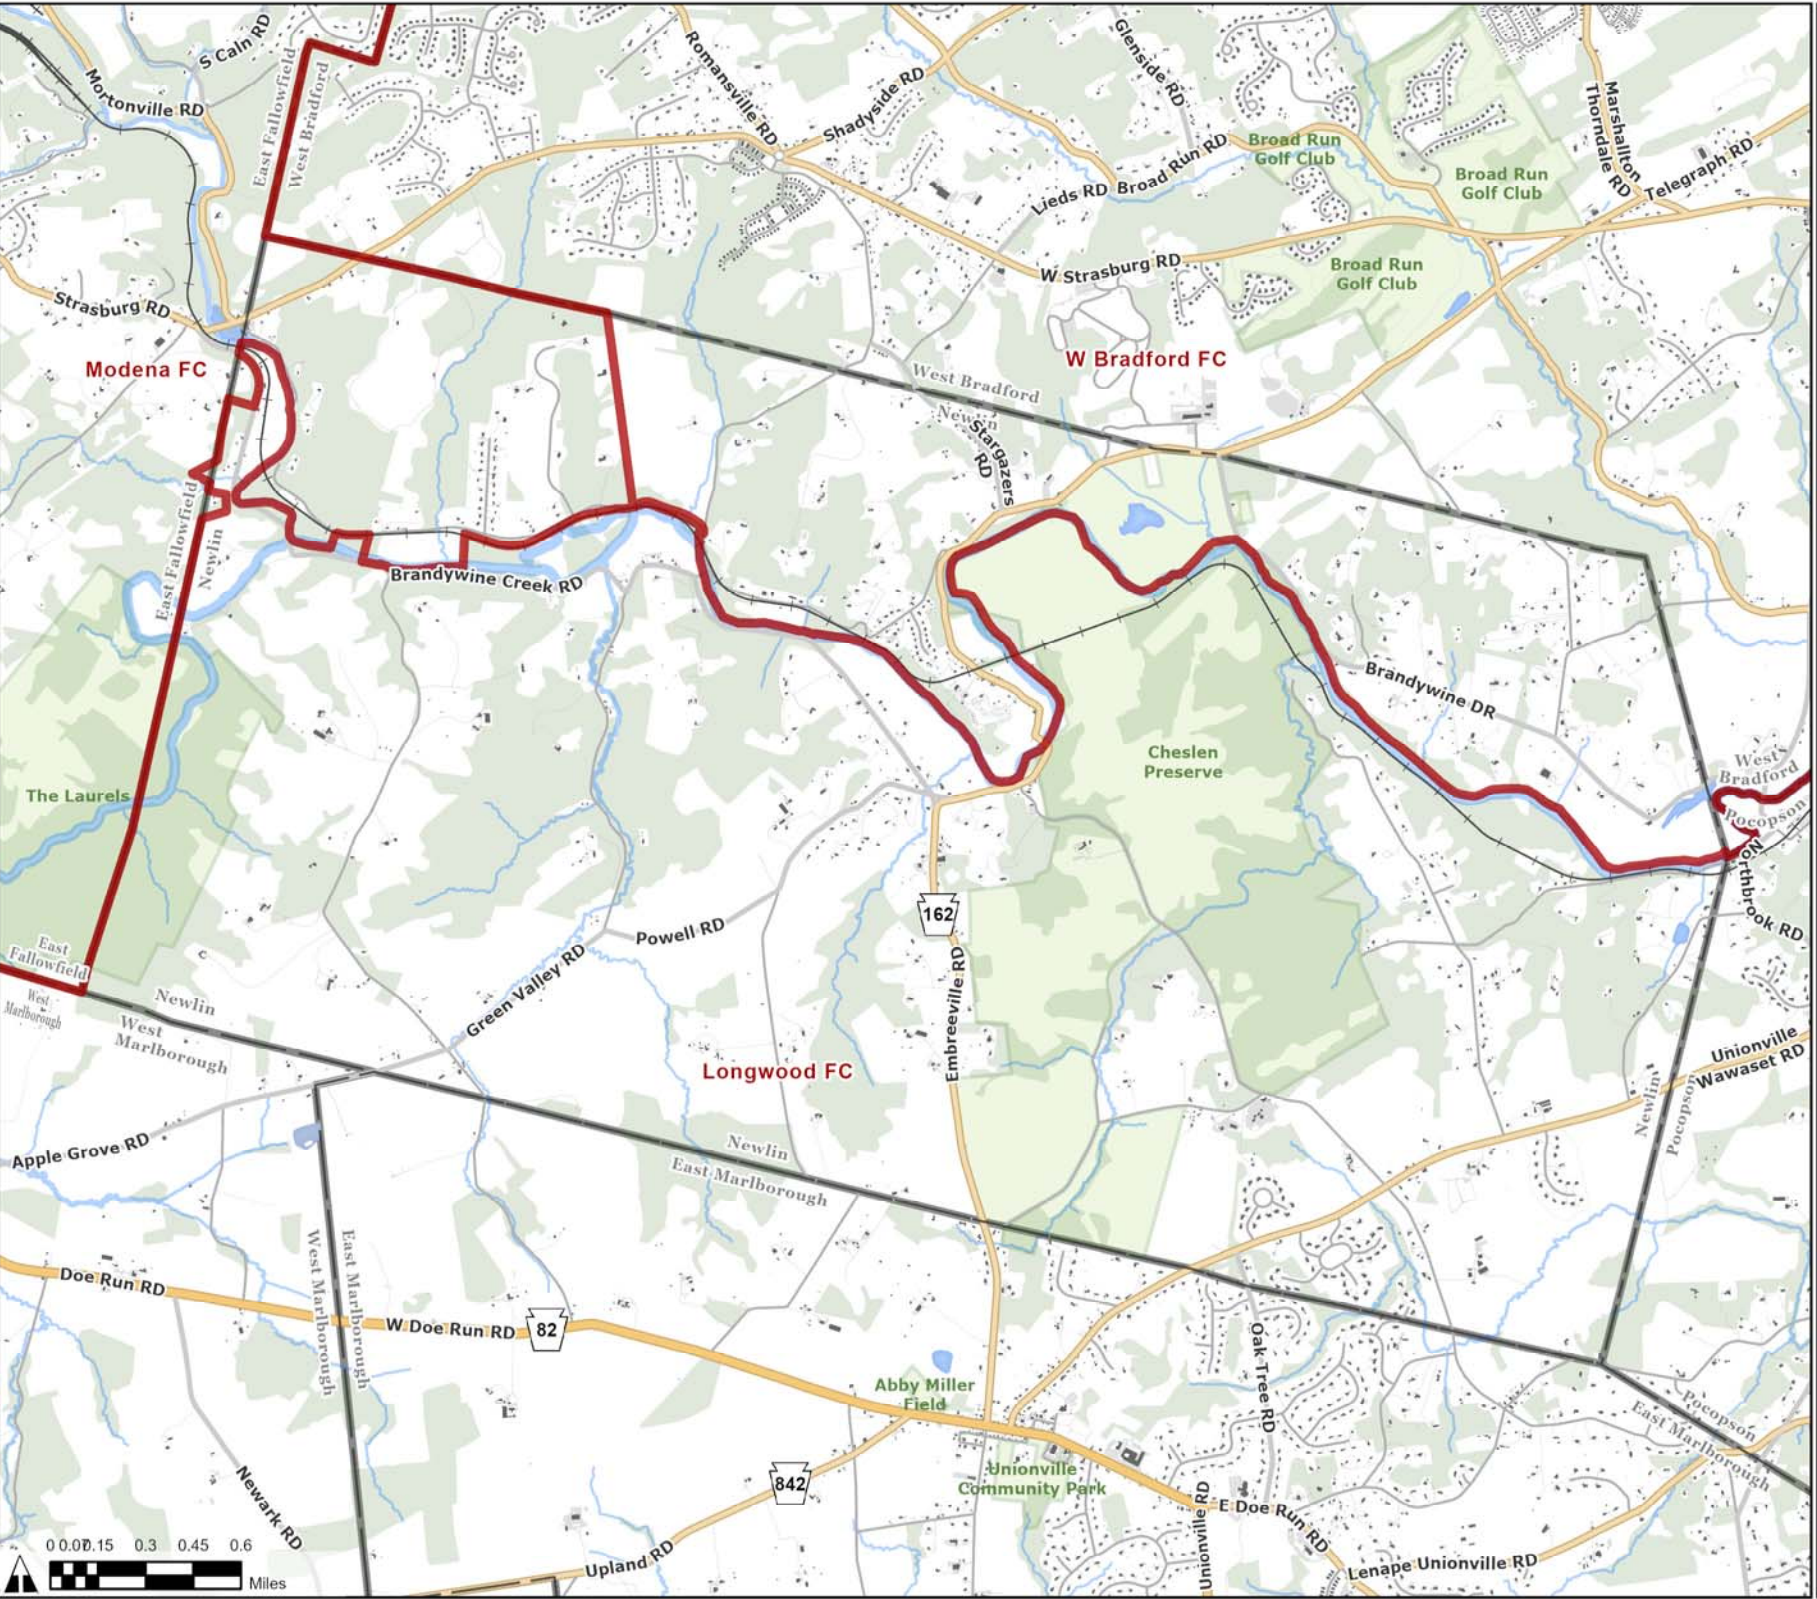 S Caln RD
Mortonville RD
East Fallowfield
West Bradford
Romansville RD
Shadyside RD
Glenside RD
Lieds RD
Broad Run RD
Broad Run
Golf Club
Broad Run
Golf Club
Marshallton
Thorndale RD
Telegraph RD
Broad Run
Golf Club
W Strasburg RD
Strasburg RD
Modena FC
W Bradford FC
West Bradford
Newlin
Stargazers
RD
East Fallowfield
Newlin
Brandywine Creek RD
Brandywine DR
Cheslen
Preserve
West
Bradford
Pocopson
Northbrook RD
The Laurels
162
Embreeville RD
Powell RD
Green Valley RD
East
Fallowfield
West
Marlborough
Newlin
West
Marlborough
Longwood FC
Unionville
Wawaset RD
Newlin
Pocopson
Apple Grove RD
Newlin
East Marlborough
West Marlborough
East Marlborough
Doe Run RD
W Doe Run RD
82
Oak Tree RD
Abby Miller
Field
Pocopson
East Marlborough
842
Unionville
Community Park
Newark RD
Upland RD
Unionville RD
E Doe Run RD
Lenape Unionville RD
0 0.07 0.15 0.3 0.45 0.6
Miles